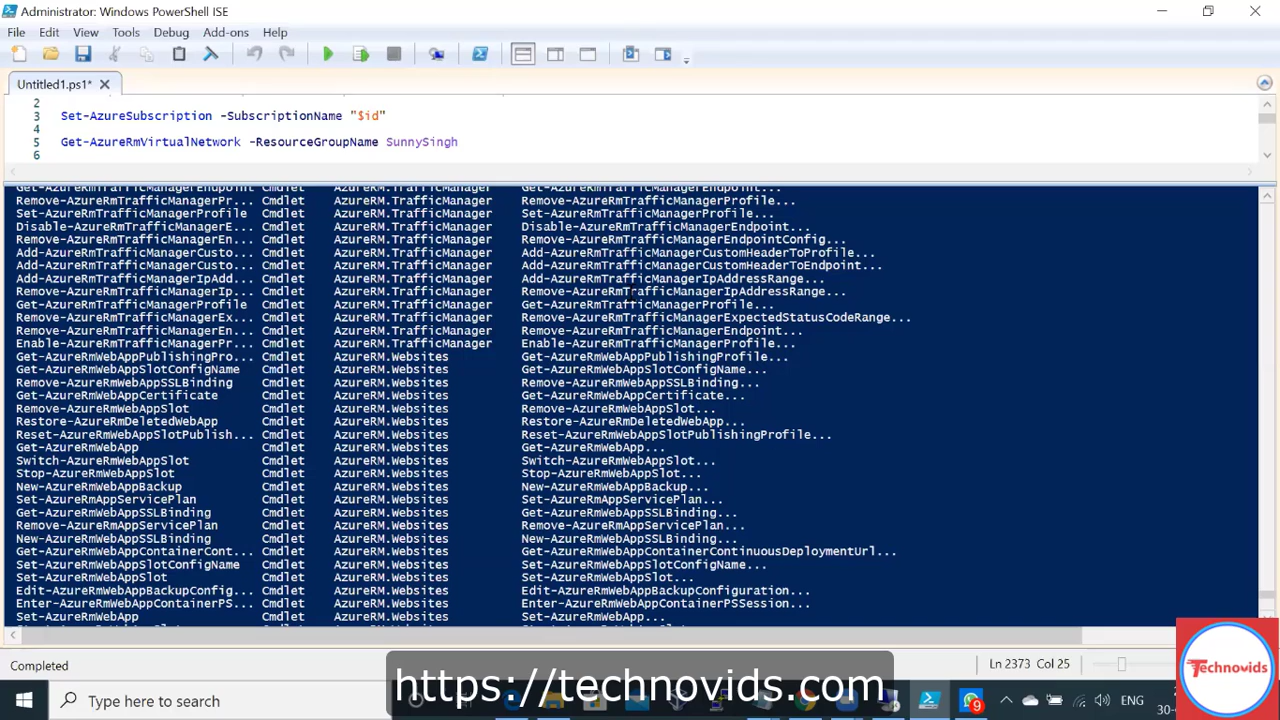 Administrator: Windows PowerShell ISE
File Edit View Tools Debug Add-ons Help
Untitled1.ps1*
2
3 Set-AzureSubscription -SubscriptionName "$id"
4
5 Get-AzureRmVirtualNetwork -ResourceGroupName SunnySingh
6
Get-AzureRmTrafficManagerEndpoint Cmdlet AzureRM.TrafficManager Get-AzureRmTrafficManagerEndpoint...
Remove-AzureRmTrafficManagerPr... Cmdlet AzureRM.TrafficManager Remove-AzureRmTrafficManagerProfile...
Set-AzureRmTrafficManagerProfile Cmdlet AzureRM.TrafficManager Set-AzureRmTrafficManagerProfile...
Disable-AzureRmTrafficManagerE... Cmdlet AzureRM.TrafficManager Disable-AzureRmTrafficManagerEndpoint...
Remove-AzureRmTrafficManagerEn... Cmdlet AzureRM.TrafficManager Remove-AzureRmTrafficManagerEndpointConfig...
Add-AzureRmTrafficManagerCusto... Cmdlet AzureRM.TrafficManager Add-AzureRmTrafficManagerCustomHeaderToProfile...
Add-AzureRmTrafficManagerCusto... Cmdlet AzureRM.TrafficManager Add-AzureRmTrafficManagerCustomHeaderToEndpoint...
Add-AzureRmTrafficManagerIpAdd... Cmdlet AzureRM.TrafficManager Add-AzureRmTrafficManagerIpAddressRange...
Remove-AzureRmTrafficManagerIp... Cmdlet AzureRM.TrafficManager Remove-AzureRmTrafficManagerIpAddressRange...
Get-AzureRmTrafficManagerProfile Cmdlet AzureRM.TrafficManager Get-AzureRmTrafficManagerProfile...
Remove-AzureRmTrafficManagerEx... Cmdlet AzureRM.TrafficManager Remove-AzureRmTrafficManagerExpectedStatusCodeRange...
Remove-AzureRmTrafficManagerEn... Cmdlet AzureRM.TrafficManager Remove-AzureRmTrafficManagerEndpoint...
Enable-AzureRmTrafficManagerPr... Cmdlet AzureRM.TrafficManager Enable-AzureRmTrafficManagerProfile...
Get-AzureRmWebAppPublishingPro... Cmdlet AzureRM.Websites Get-AzureRmWebAppPublishingProfile...
Get-AzureRmWebAppSlotConfigName Cmdlet AzureRM.Websites Get-AzureRmWebAppSlotConfigName...
Remove-AzureRmWebAppSSLBinding Cmdlet AzureRM.Websites Remove-AzureRmWebAppSSLBinding...
Get-AzureRmWebAppCertificate Cmdlet AzureRM.Websites Get-AzureRmWebAppCertificate...
Remove-AzureRmWebAppSlot Cmdlet AzureRM.Websites Remove-AzureRmWebAppSlot...
Restore-AzureRmDeletedWebApp Cmdlet AzureRM.Websites Restore-AzureRmDeletedWebApp...
Reset-AzureRmWebAppSlotPublish... Cmdlet AzureRM.Websites Reset-AzureRmWebAppSlotPublishingProfile...
Get-AzureRmWebApp Cmdlet AzureRM.Websites Get-AzureRmWebApp...
Switch-AzureRmWebAppSlot Cmdlet AzureRM.Websites Switch-AzureRmWebAppSlot...
Stop-AzureRmWebAppSlot Cmdlet AzureRM.Websites Stop-AzureRmWebAppSlot...
New-AzureRmWebAppBackup Cmdlet AzureRM.Websites New-AzureRmWebAppBackup...
Set-AzureRmAppServicePlan Cmdlet AzureRM.Websites Set-AzureRmAppServicePlan...
Get-AzureRmWebAppSSLBinding Cmdlet AzureRM.Websites Get-AzureRmWebAppSSLBinding...
Remove-AzureRmAppServicePlan Cmdlet AzureRM.Websites Remove-AzureRmAppServicePlan...
New-AzureRmWebAppSSLBinding Cmdlet AzureRM.Websites New-AzureRmWebAppSSLBinding...
Get-AzureRmWebAppContainerCont... Cmdlet AzureRM.Websites Get-AzureRmWebAppContainerContinuousDeploymentUrl...
Set-AzureRmWebAppSlotConfigName Cmdlet AzureRM.Websites Set-AzureRmWebAppSlotConfigName...
Set-AzureRmWebAppSlot Cmdlet AzureRM.Websites Set-AzureRmWebAppSlot...
Edit-AzureRmWebAppBackupConfig... Cmdlet AzureRM.Websites Edit-AzureRmWebAppBackupConfiguration...
Enter-AzureRmWebAppContainerPS... Cmdlet AzureRM.Websites Enter-AzureRmWebAppContainerPSSession...
Set-AzureRmWebApp Cmdlet AzureRM.Websites Set-AzureRmWebApp...
Completed
Ln 2373 Col 25
https://technovids.com
Technovids
Type here to search
9
ENG